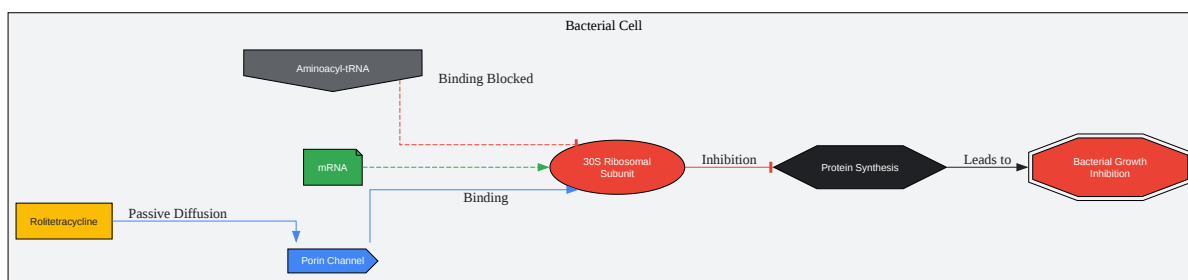 Bacterial Cell
Aminoacyl-tRNA
Binding Blocked
mRNA
30S Ribosomal
Subunit
Inhibition
Protein Synthesis
Leads to
Bacterial Growth
Inhibition
Binding
Rolitetracycline
Passive Diffusion
Porin Channel